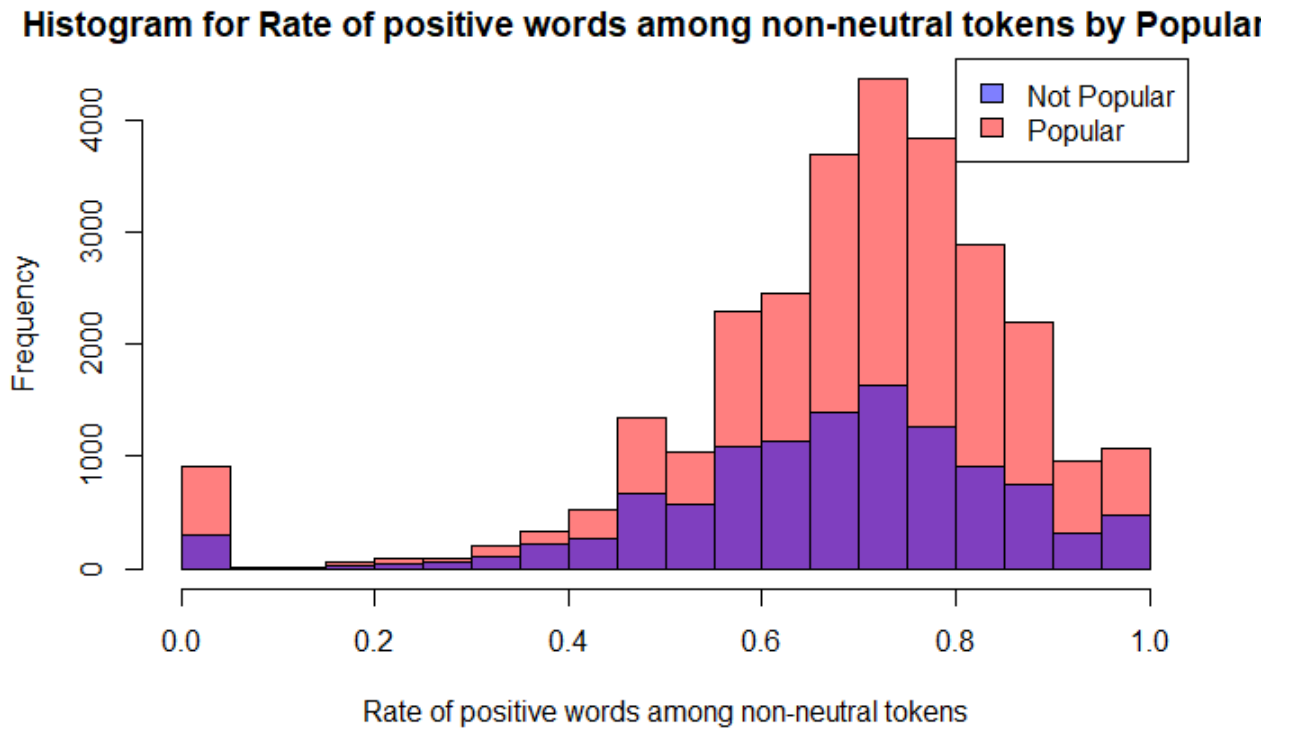 Histogram for Rate of positive words among non-neutral tokens by Popular
Not Popular
Popular
4000
3000
2000
1000
0
Frequency
0.0 0.2 0.4 0.6 0.8 1.0
Rate of positive words among non-neutral tokens